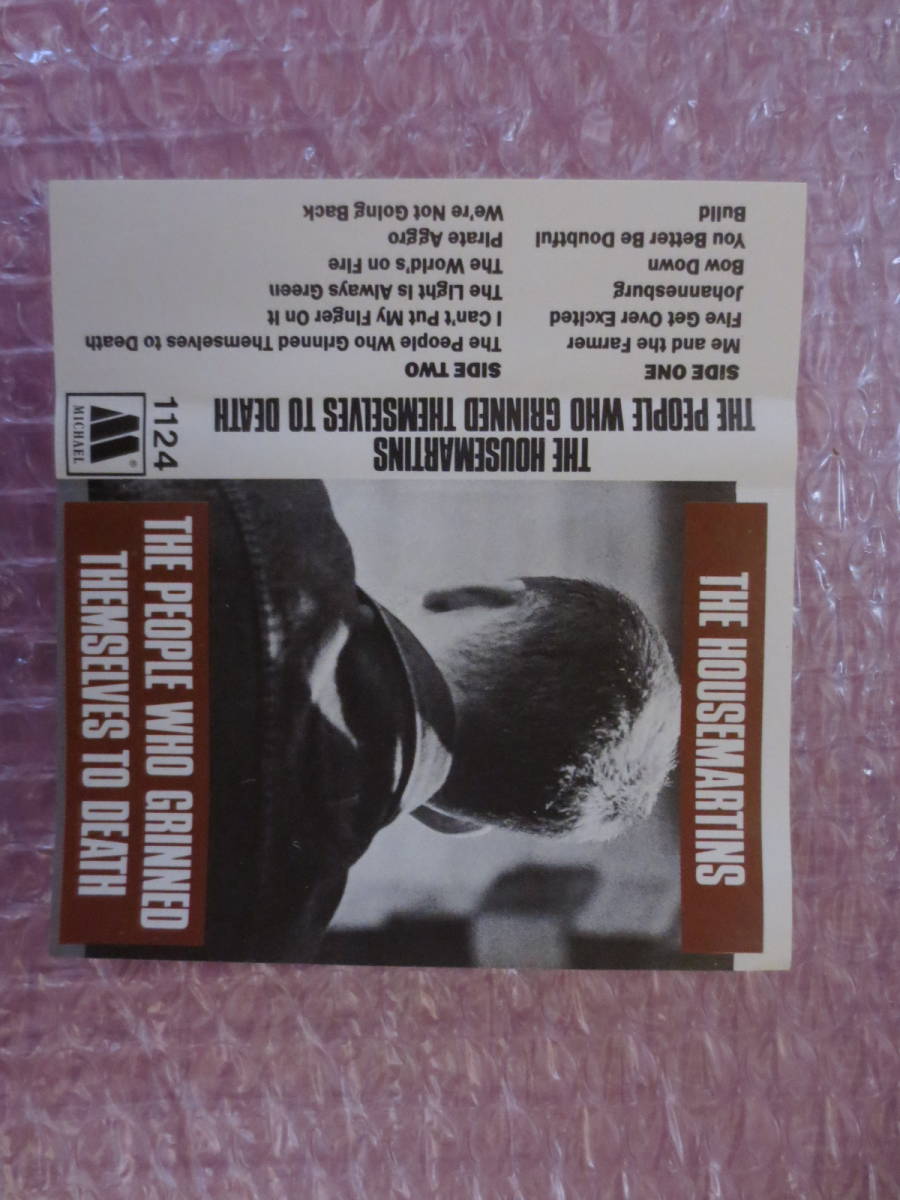 THE HOUSEMARTINS
THE PEOPLE WHO GRINNED
THEMSELVES TO DEATH
THE HOUSEMARTINS
THE PEOPLE WHO GRINNED THEMSELVES TO DEATH
1124
®
MICHAEL
SIDE ONE
Me and the Farmer
Five Get Over Excited
Johannesburg
Bow Down
You Better Be Doubtful
Build
SIDE TWO
The People Who Grinned Themselves to Death
I Can't Put My Finger On It
The Light Is Always Green
The World's on Fire
Pirate Aggro
We're Not Going Back